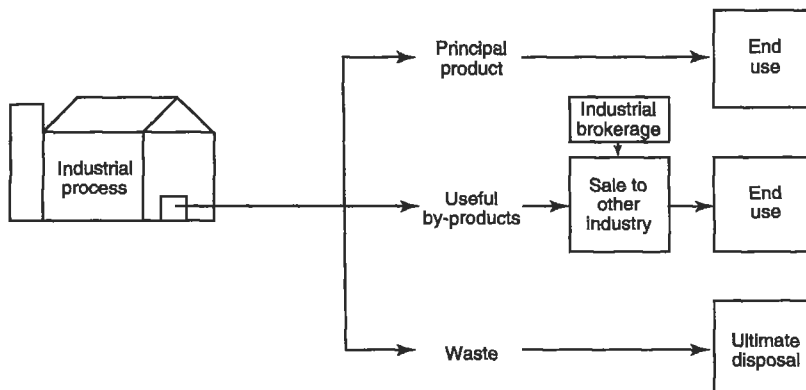 Industrial
process
Principal
product
End
use
Industrial
brokerage
Useful
by-products
Sale to
other
industry
End
use
Waste
Ultimate
disposal